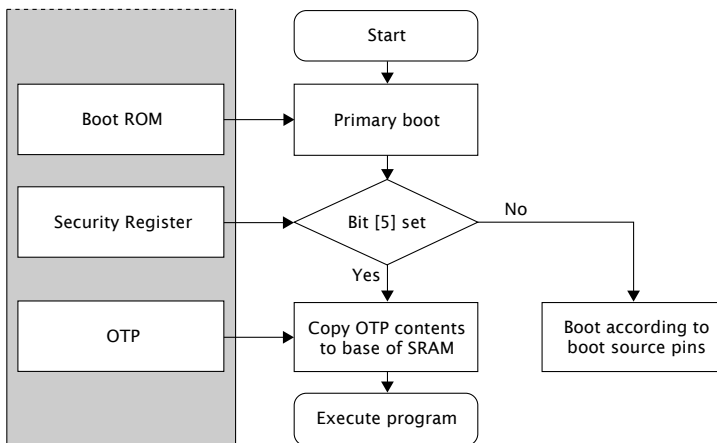 Start
Boot ROM
Primary boot
Security Register
Bit [5] set
No
Yes
OTP
Copy OTP contents
to base of SRAM
Boot according to
boot source pins
Execute program